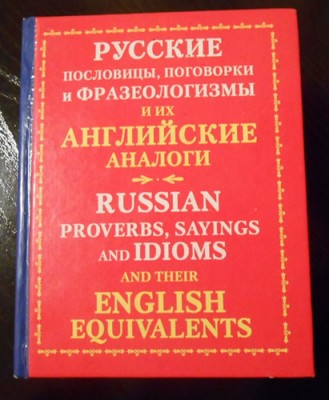 РУССКИЕ
ПОСЛОВИЦЫ, ПОГОВОРКИ
и ФРАЗЕОЛОГИЗМЫ
И ИХ
АНГЛИЙСКИЕ
АНАЛОГИ
RUSSIAN
PROVERBS, SAYINGS
AND IDIOMS
AND THEIR
ENGLISH
EQUIVALENTS